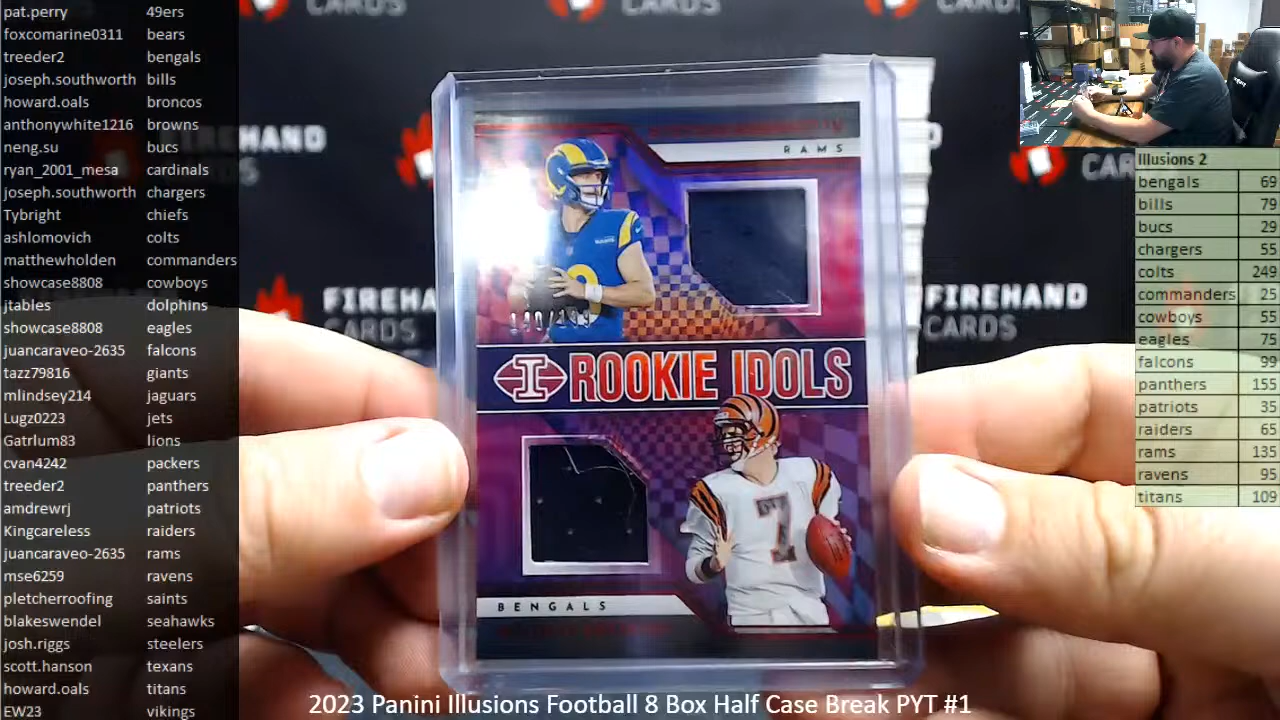 pat.perry 49ers
foxcomarine0311 bears
treeder2 bengals
joseph.southworth bills
howard.oals broncos
anthonywhite1216 browns
neng.su bucs
ryan_2001_mesa cardinals
joseph.southworth chargers
Tybright chiefs
ashlomovich colts
matthewholden commanders
showcase8808 cowboys
jtables dolphins
showcase8808 eagles
juancaraveo-2635 falcons
tazz79816 giants
mlindsey214 jaguars
Lugz0223 jets
Gatrlum83 lions
cvan4242 packers
treeder2 panthers
amdrewrj patriots
Kingcareless raiders
juancaraveo-2635 rams
mse6259 ravens
pletcherroofing saints
blakeswendel seahawks
josh.riggs steelers
scott.hanson texans
howard.oals titans
EW23 vikings
CARDS
CARDS
FIREHAND
CARDS
FIREHAND
CARDS
RAMS
I ROOKIE IDOLS
7
BENGALS
Illusions 2
bengals 69
bills 79
bucs 29
chargers 55
colts 249
commanders 25
cowboys 55
eagles 75
falcons 99
panthers 155
patriots 35
raiders 65
rams 135
ravens 95
titans 109
2023 Panini Illusions Football 8 Box Half Case Break PYT #1